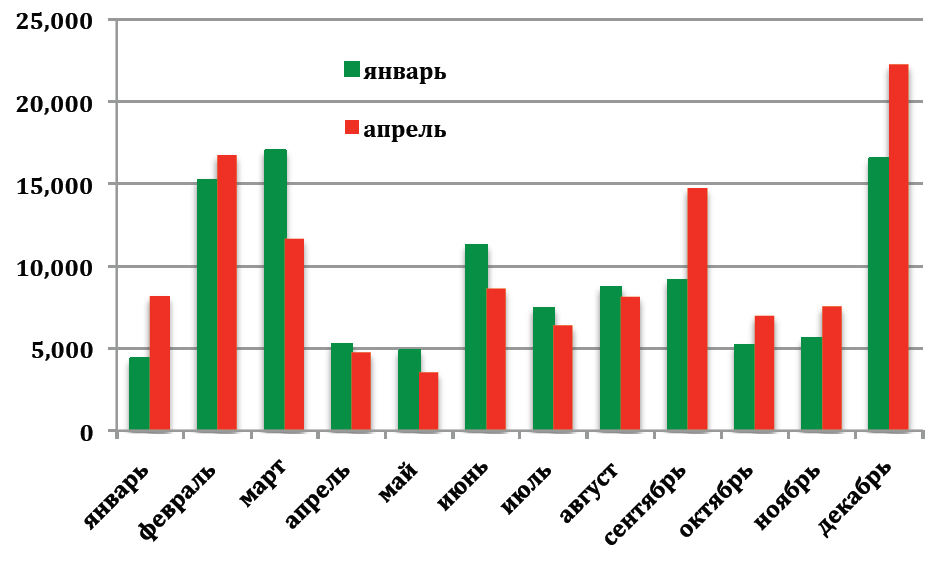 25,000
20,000
15,000
10,000
5,000
0
январь
апрель
январь
февраль
март
апрель
май
июнь
июль
август
сентябрь
октябрь
ноябрь
декабрь